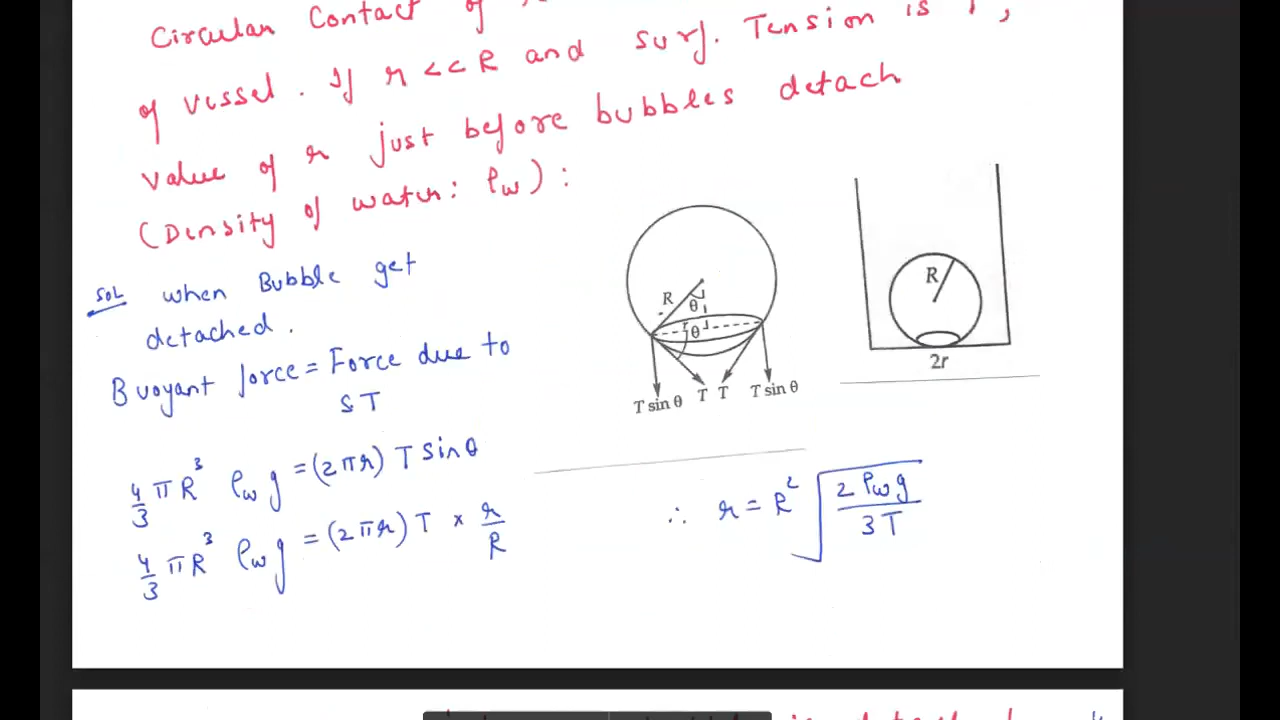 Circular Contact of
of vessel. If r << R and surf. Tension is T,
value of r just before bubbles detach
(Density of water: ρw) :
Sol when Bubble get
detached.
Buoyant force = Force due to
ST
4/3 πR³ ρw g = (2πr) T sinθ
4/3 πR³ ρw g = (2πr) T × r/R
R
θ
θ
T sin θ T T T sin θ
R
2r
∴ r = R² √(2ρw g / 3T)